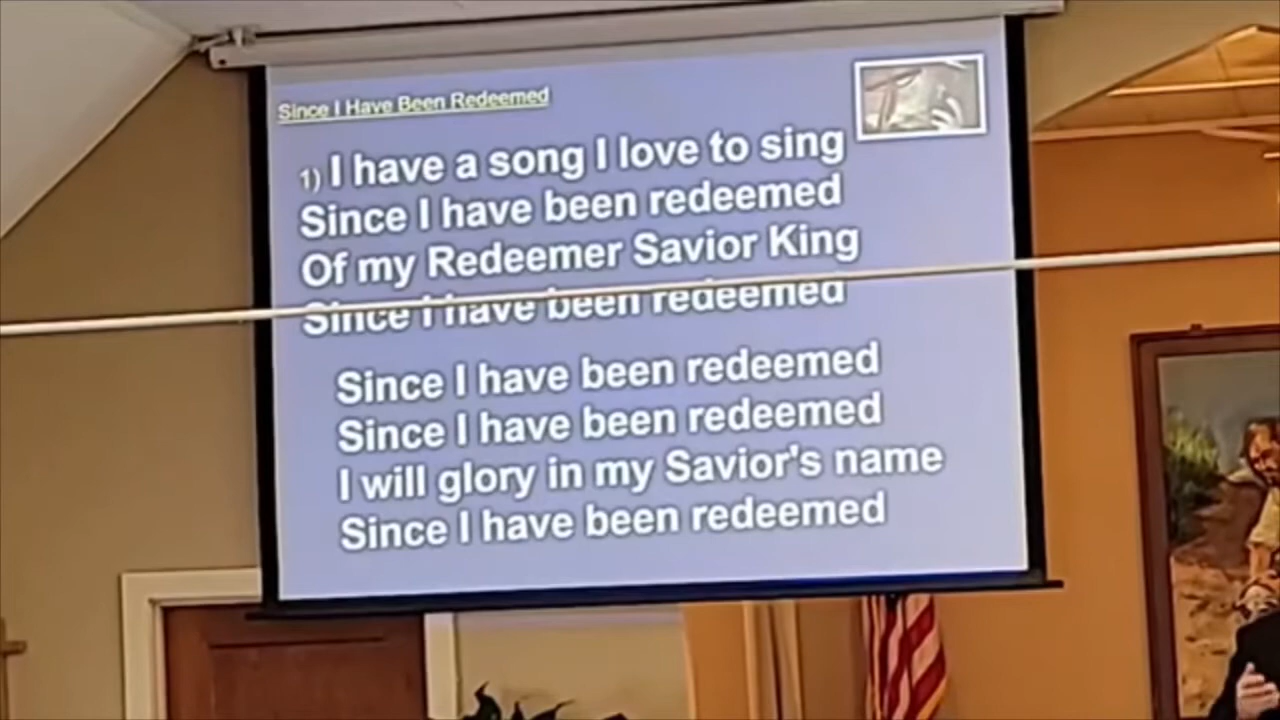 Since I Have Been Redeemed
1) I have a song I love to sing
Since I have been redeemed
Of my Redeemer Savior King
Since I have been redeemed
Since I have been redeemed
Since I have been redeemed
I will glory in my Savior's name
Since I have been redeemed